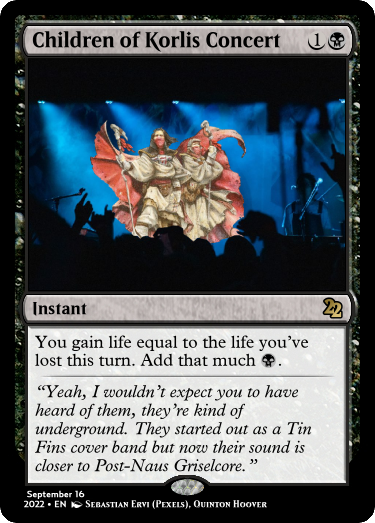 Children of Korlis Concert 1
22
Instant
You gain life equal to the life you've
lost this turn. Add that much .
“Yeah, I wouldn't expect you to have
heard of them, they're kind of
underground. They started out as a Tin
Fins cover band but now their sound is
closer to Post-Naus Griselcore.”
September 16
2022 • EN Sebastian Ervi (Pexels), Quinton Hoover